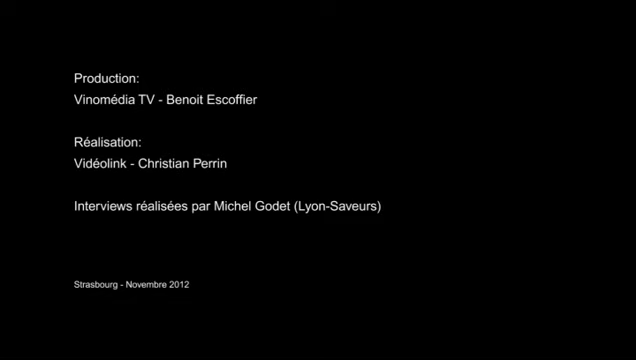 Production:
Vinomédia TV - Benoit Escoffier
Réalisation:
Vidéolink - Christian Perrin
Interviews réalisées par Michel Godet (Lyon-Saveurs)
Strasbourg - Novembre 2012